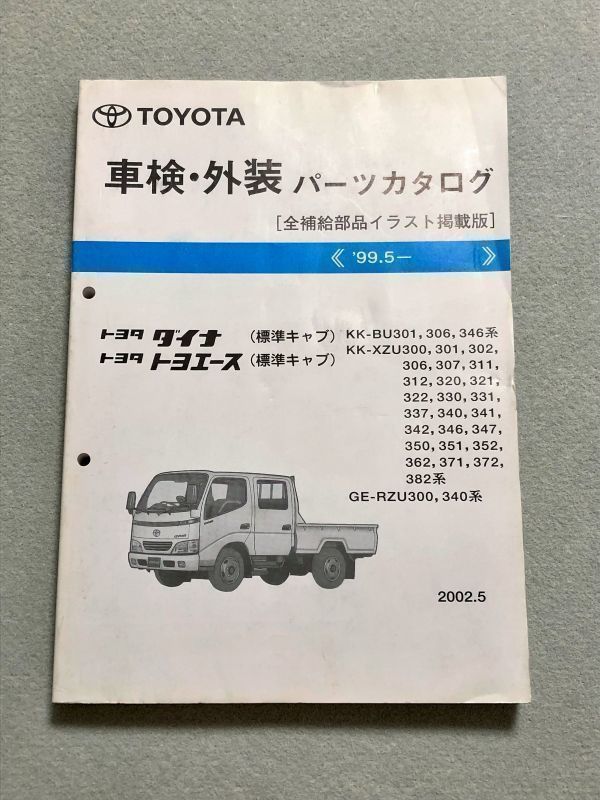 TOYOTA
車検・外装 パーツカタログ
[全補給部品イラスト掲載版]
《 '99.5− 》
トヨタ ダイナ (標準キャブ) KK-BU301, 306, 346系
トヨタ トヨエース (標準キャブ) KK-XZU300, 301, 302,
306, 307, 311,
312, 320, 321,
322, 330, 331,
337, 340, 341,
342, 346, 347,
350, 351, 352,
362, 371, 372,
382系
GE-RZU300, 340系
2002.5